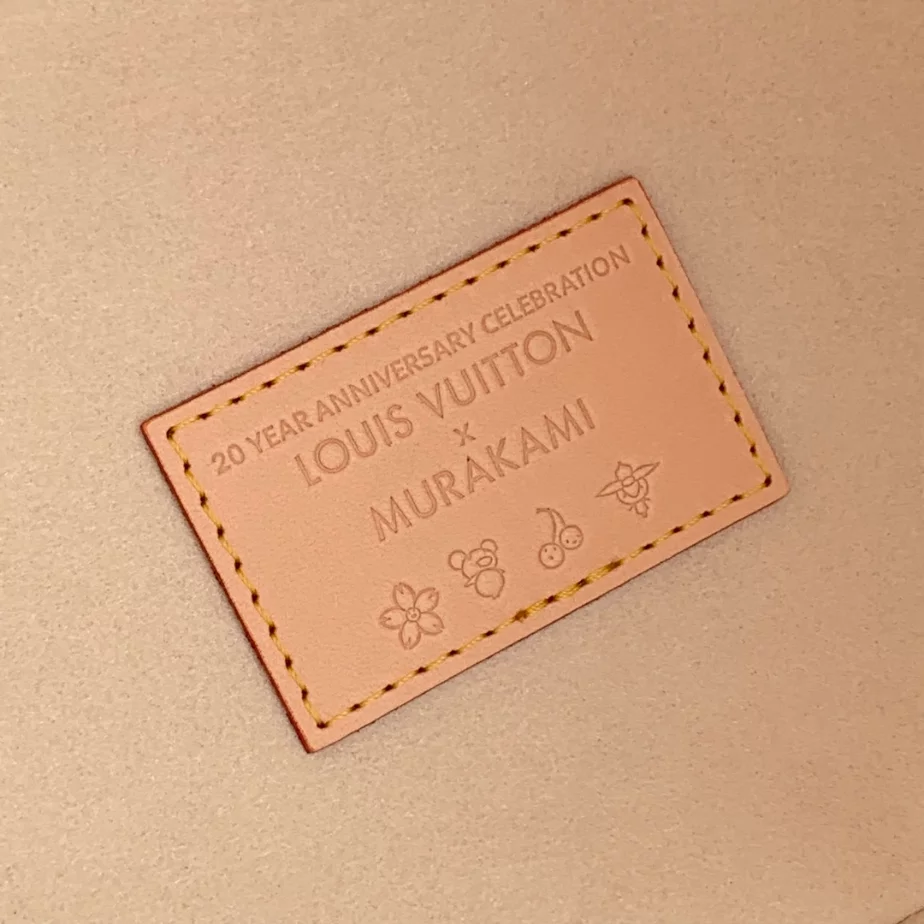 20 YEAR ANNIVERSARY CELEBRATION
LOUIS VUITTON
x
MURAKAMI